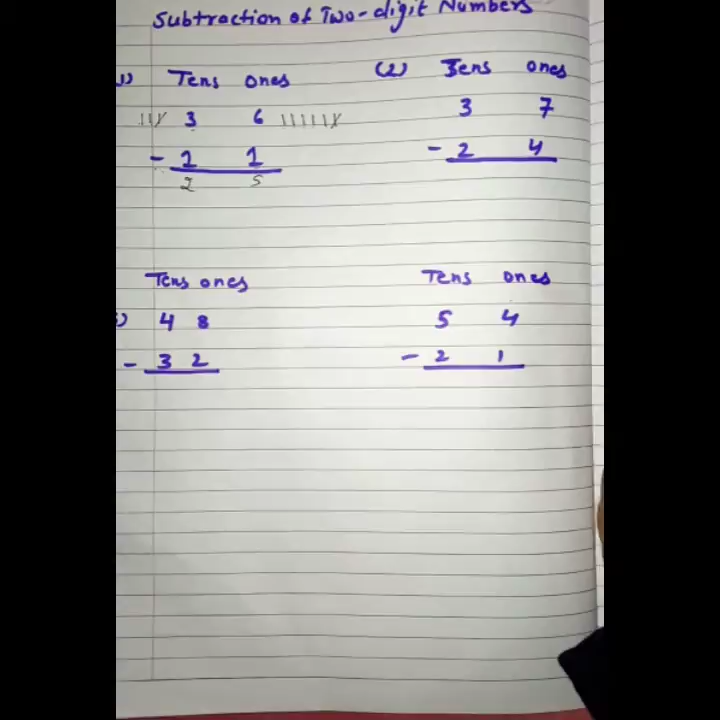 Subtraction of Two-digit Numbers
1) Tens ones
3 6
- 1 1
2 5
(2) Tens ones
3 7
- 2 4
Tens ones
4 8
- 3 2
Tens ones
5 4
- 2 1